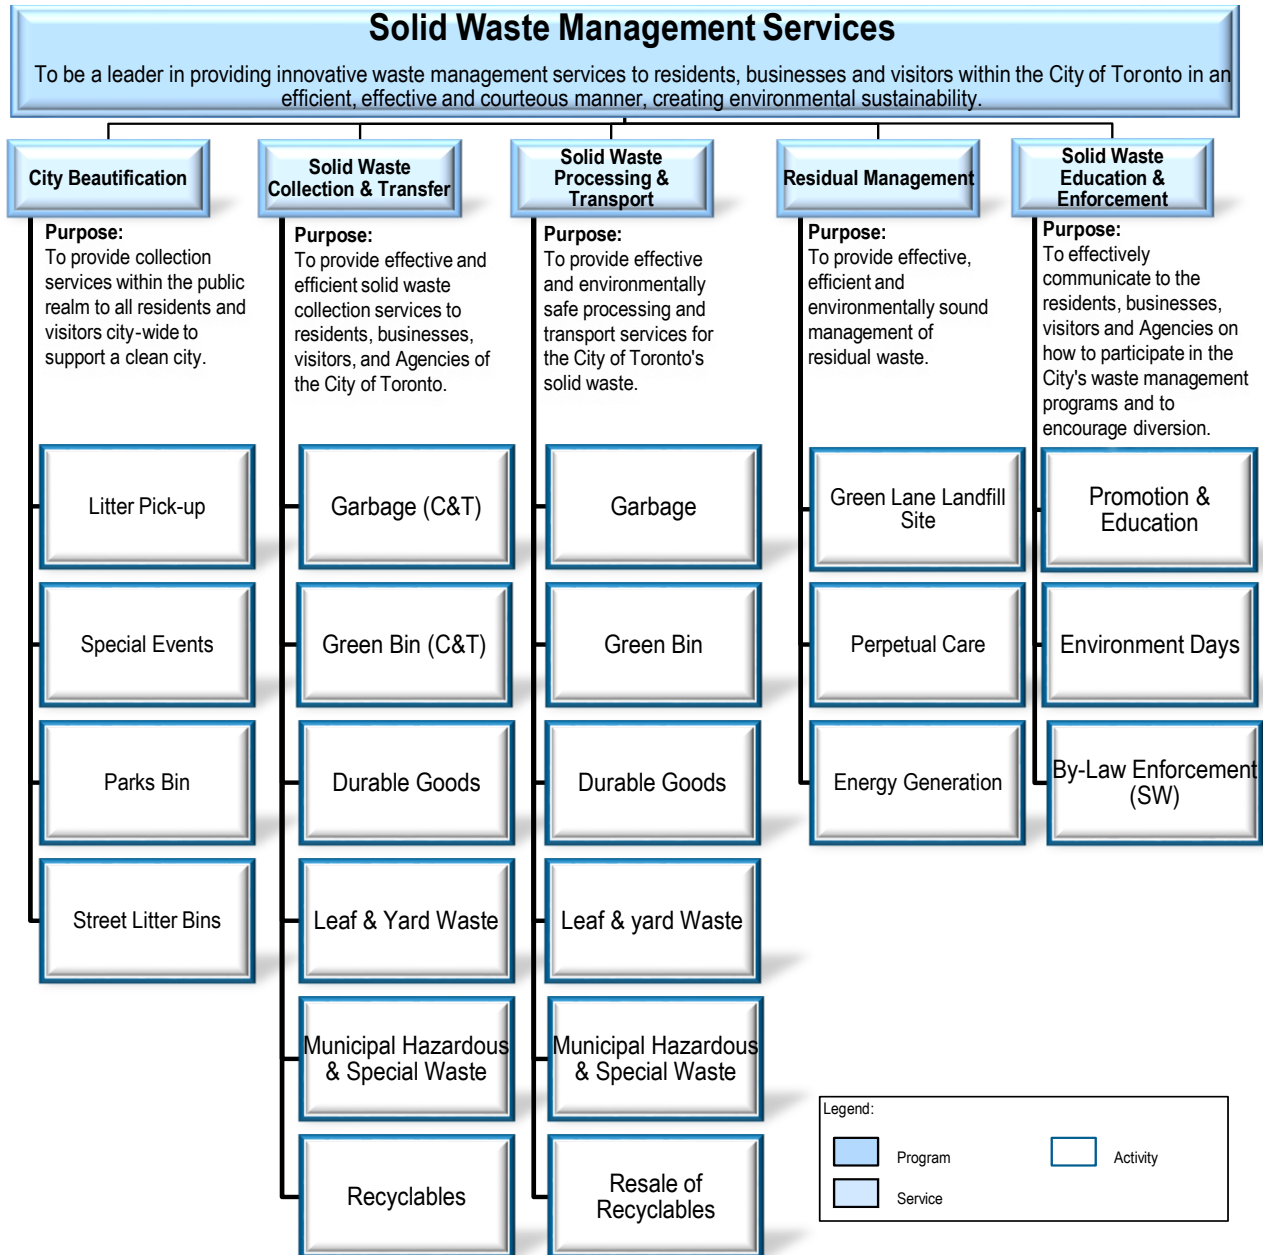 Solid Waste Management Services
To be a leader in providing innovative waste management services to residents, businesses and visitors within the City of Toronto in an
efficient, effective and courteous manner, creating environmental sustainability.
City Beautification
Purpose:
To provide collection
services within the public
realm to all residents and
visitors city-wide to
support a clean city.
Litter Pick-up
Special Events
Parks Bin
Street Litter Bins
Solid Waste
Collection & Transfer
Purpose:
To provide effective and
efficient solid waste
collection services to
residents, businesses,
visitors, and Agencies of
the City of Toronto.
Garbage (C&T)
Green Bin (C&T)
Durable Goods
Leaf & Yard Waste
Municipal Hazardous
& Special Waste
Recyclables
Solid Waste
Processing &
Transport
Purpose:
To provide effective
and environmentally
safe processing and
transport services for
the City of Toronto's
solid waste.
Garbage
Green Bin
Durable Goods
Leaf & yard Waste
Municipal Hazardous
& Special Waste
Resale of
Recyclables
Residual Management
Purpose:
To provide effective,
efficient and
environmentally sound
management of
residual waste.
Green Lane Landfill
Site
Perpetual Care
Energy Generation
Solid Waste
Education &
Enforcement
Purpose:
To effectively
communicate to the
residents, businesses,
visitors and Agencies on
how to participate in the
City's waste management
programs and to
encourage diversion.
Promotion &
Education
Environment Days
By-Law Enforcement
(SW)
Legend:
Program
Activity
Service